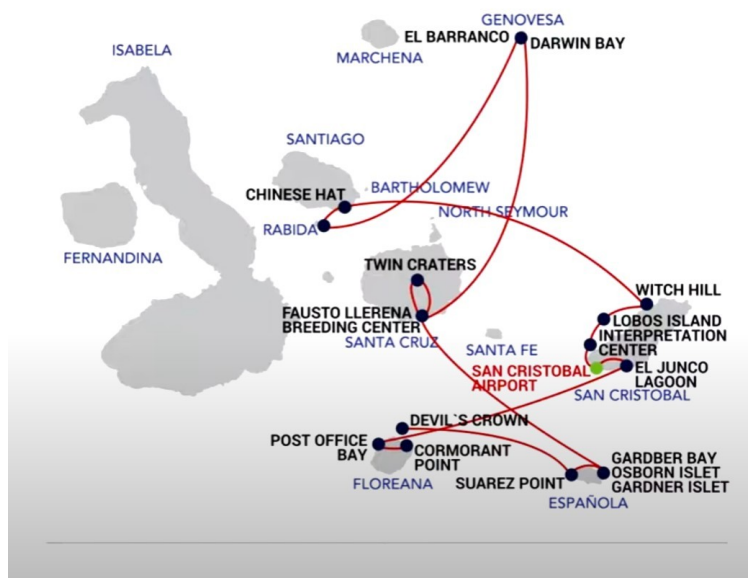 GENOVESA
EL BARRANCO
DARWIN BAY
MARCHENA
ISABELA
SANTIAGO
CHINESE HAT
BARTHOLOMEW
NORTH SEYMOUR
RABIDA
FERNANDINA
TWIN CRATERS
WITCH HILL
FAUSTO LLERENA
BREEDING CENTER
SANTA CRUZ
LOBOS ISLAND
INTERPRETATION
CENTER
SANTA FE
SAN CRISTOBAL
AIRPORT
EL JUNCO
LAGOON
SAN CRISTOBAL
DEVIL`S CROWN
POST OFFICE
BAY
CORMORANT
POINT
FLOREANA
SUAREZ POINT
GARDBER BAY
OSBORN ISLET
GARDNER ISLET
ESPAÑOLA